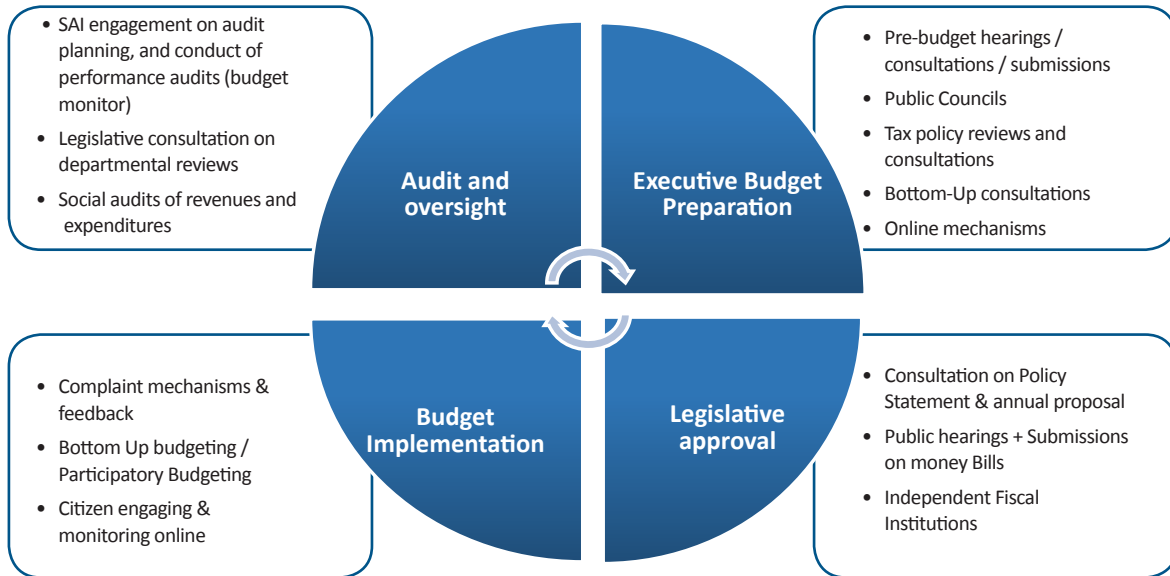 • SAI engagement on audit
planning, and conduct of
performance audits (budget
monitor)
• Legislative consultation on
departmental reviews
• Social audits of revenues and
expenditures
Audit and
oversight
Executive Budget
Preparation
• Pre-budget hearings /
consultations / submissions
• Public Councils
• Tax policy reviews and
consultations
• Bottom-Up consultations
• Online mechanisms
• Complaint mechanisms &
feedback
• Bottom Up budgeting /
Participatory Budgeting
• Citizen engaging &
monitoring online
Budget
Implementation
Legislative
approval
• Consultation on Policy
Statement & annual proposal
• Public hearings + Submissions
on money Bills
• Independent Fiscal
Institutions